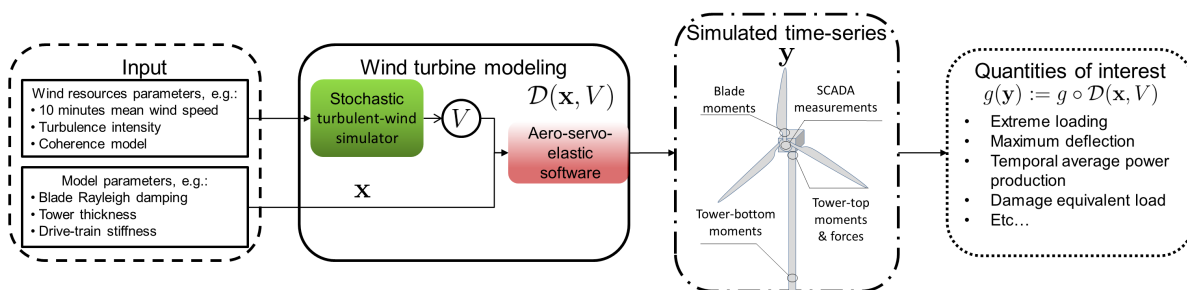 Input
Wind resources parameters, e.g.:
• 10 minutes mean wind speed
• Turbulence intensity
• Coherence model
Model parameters, e.g.:
• Blade Rayleigh damping
• Tower thickness
• Drive-train stiffness
Wind turbine modeling
Stochastic
turbulent-wind
simulator
V
𝒟(x, V)
Aero-servo-
elastic
software
x
Simulated time-series
y
Blade
moments
SCADA
measurements
Tower-bottom
moments
Tower-top
moments
& forces
Quantities of interest
g(y) := g ∘ 𝒟(x, V)
• Extreme loading
• Maximum deflection
• Temporal average power
production
• Damage equivalent load
• Etc…